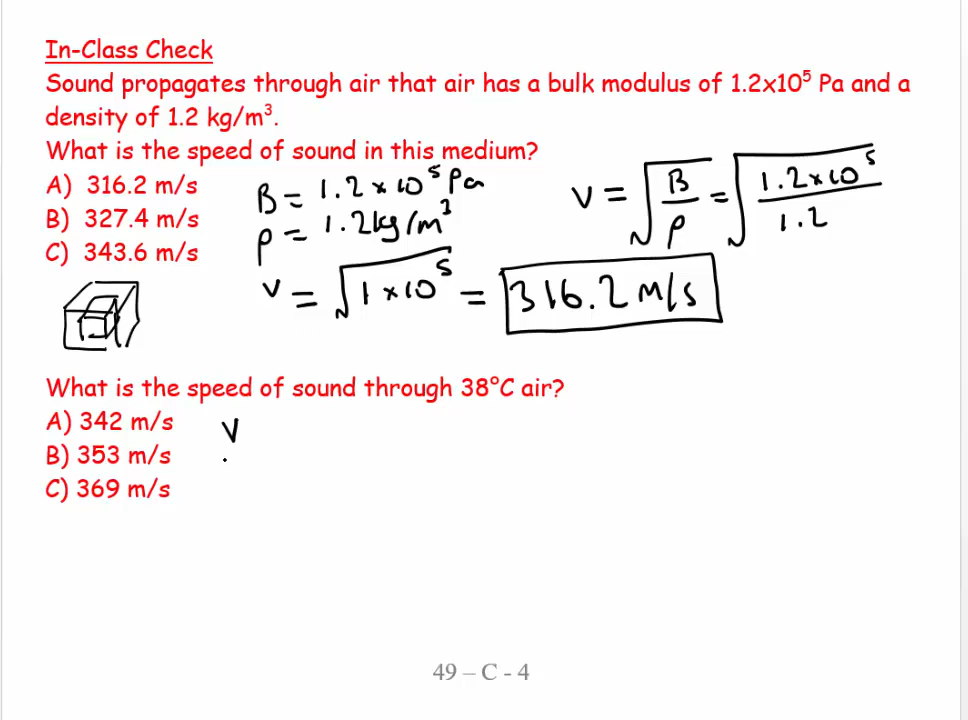 In-Class Check
Sound propagates through air that air has a bulk modulus of 1.2x10⁵ Pa and a
density of 1.2 kg/m³.
What is the speed of sound in this medium?
A) 316.2 m/s
B = 1.2 × 10⁵ Pa
v = √(B/ρ) = √(1.2×10⁵/1.2)
B) 327.4 m/s
ρ = 1.2kg/m³
C) 343.6 m/s
v = √(1 × 10⁵) = 316.2 m/s
What is the speed of sound through 38°C air?
A) 342 m/s
v
B) 353 m/s
C) 369 m/s
49 – C - 4